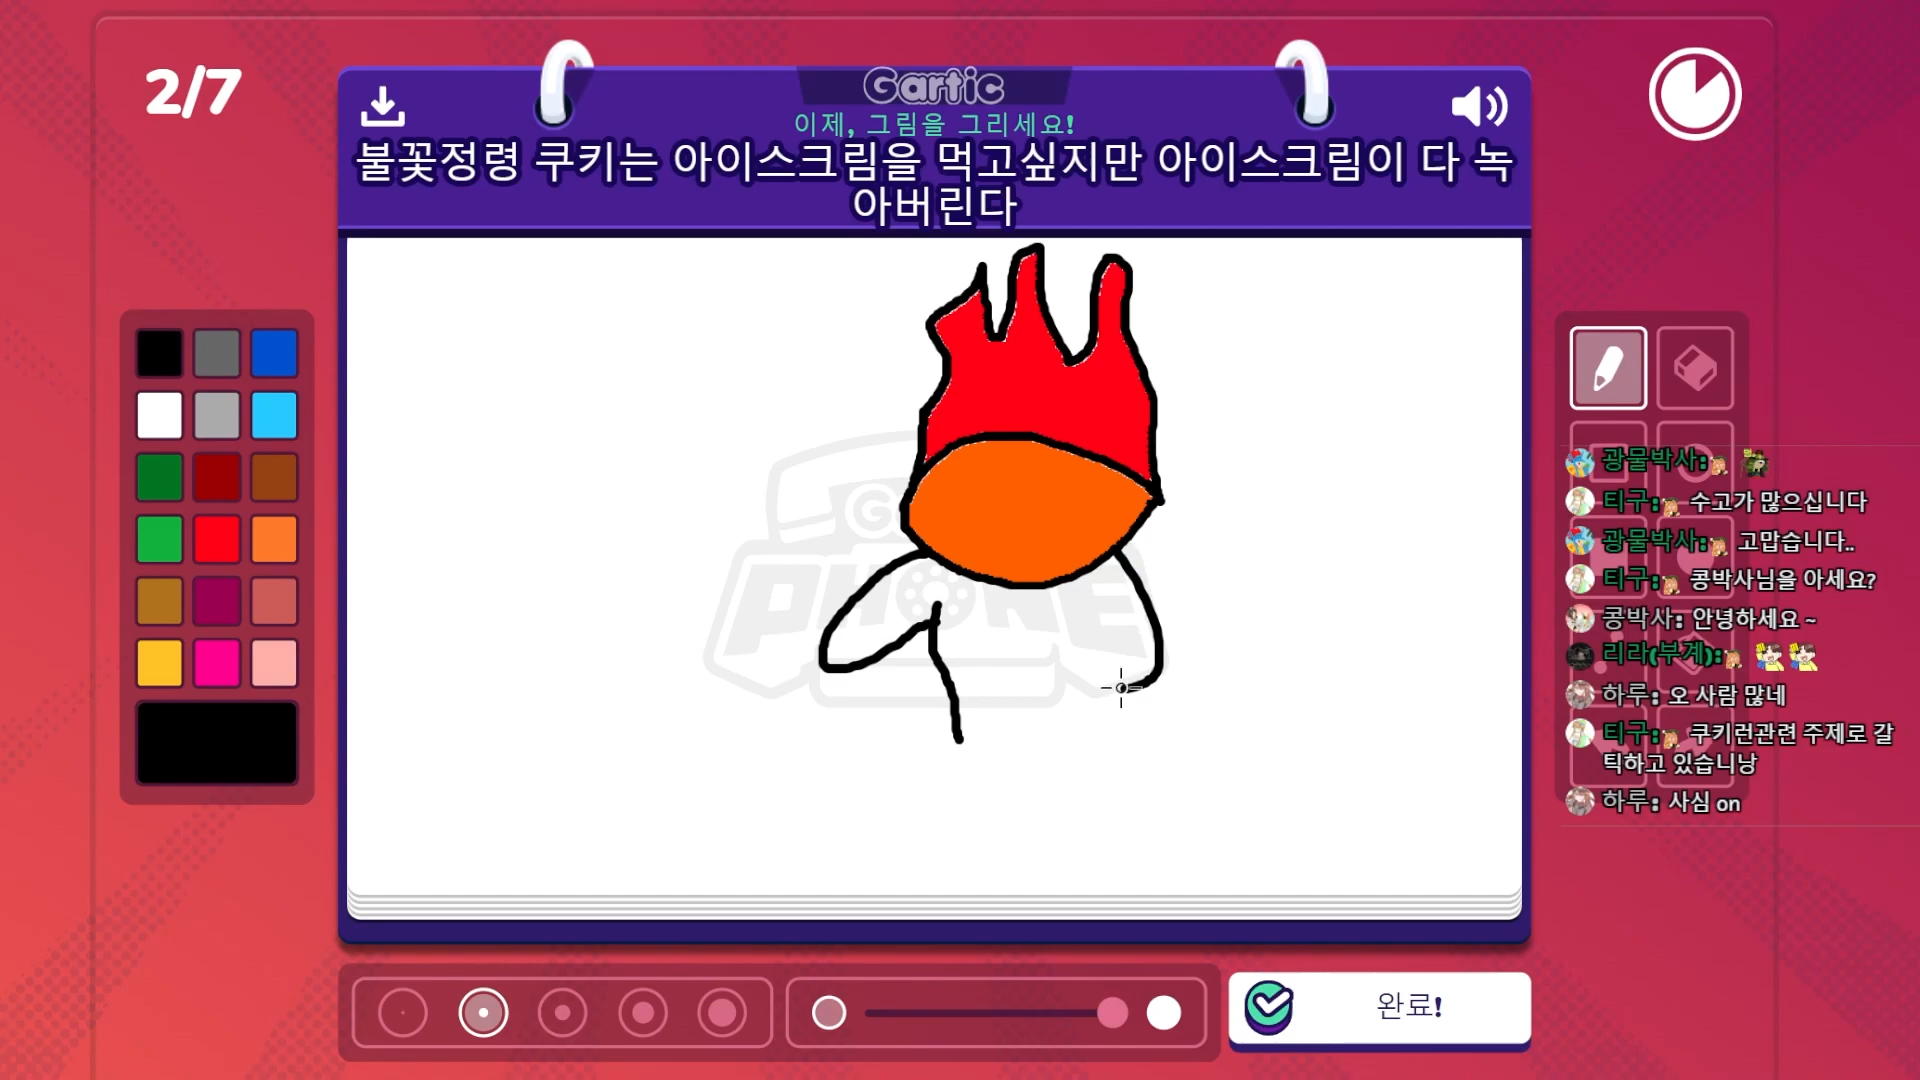 2/7
Gartic
이제, 그림을 그리세요!
불꽃정령 쿠키는 아이스크림을 먹고싶지만 아이스크림이 다 녹
아버린다
G
PHONE
광물박사:
티구: 수고가 많으십니다
광물박사: 고맙습니다..
티구: 콩박사님을 아세요?
콩박사: 안녕하세요 ~
리라(부계):
하루: 오 사람 많네
티구: 쿠키런관련 주제로 갈
틱하고 있습니낭
하루: 사심 on
완료!